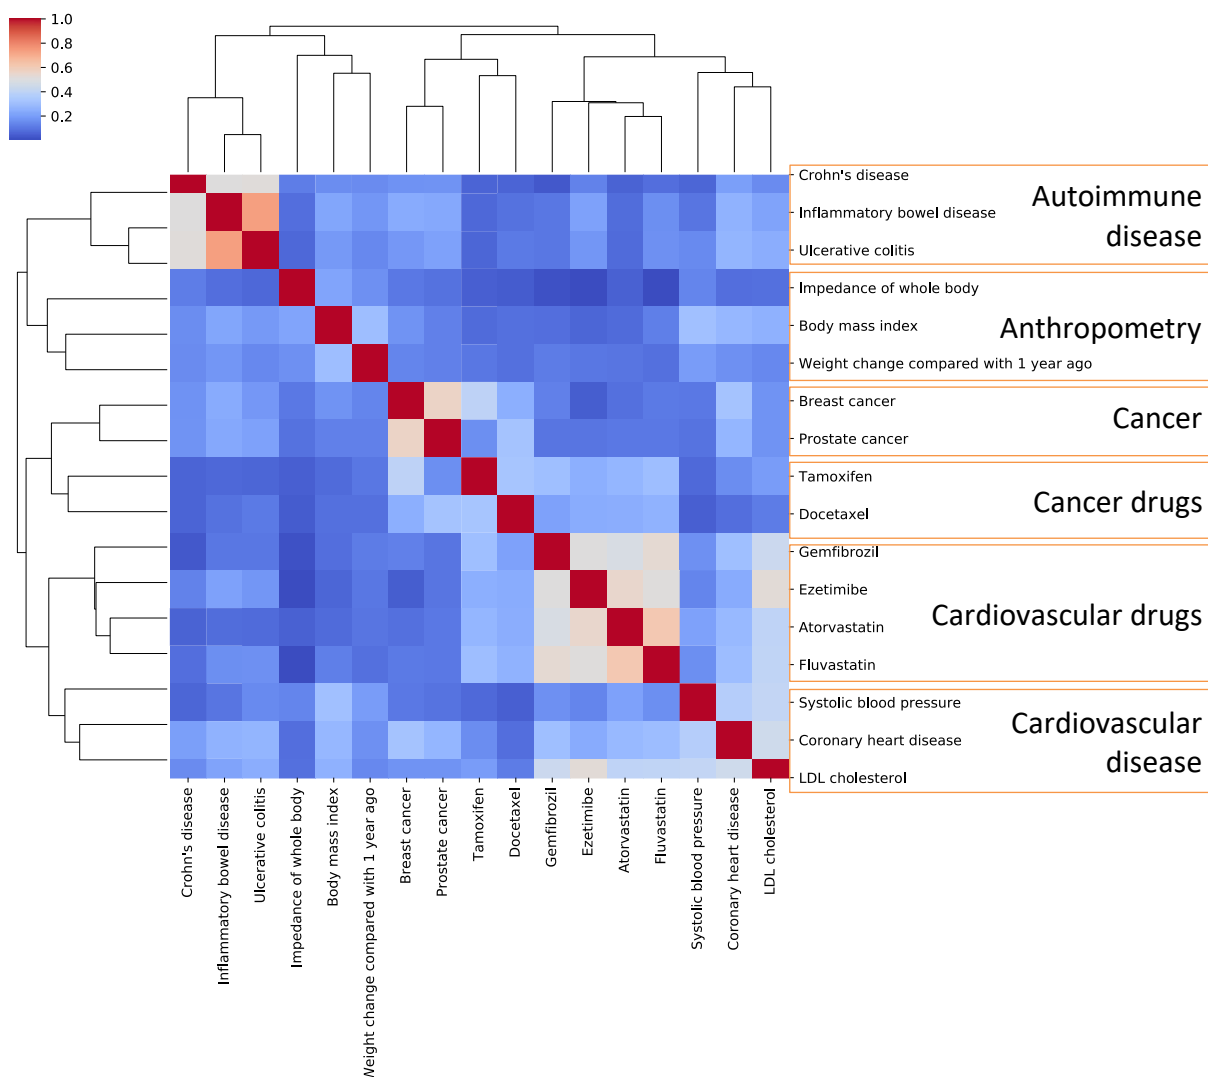 1.0
0.8
0.6
0.4
0.2
Crohn's disease
Inflammatory bowel disease
Ulcerative colitis
Autoimmune
disease
Impedance of whole body
Body mass index
Weight change compared with 1 year ago
Anthropometry
Breast cancer
Prostate cancer
Cancer
Tamoxifen
Docetaxel
Cancer drugs
Gemfibrozil
Ezetimibe
Atorvastatin
Fluvastatin
Cardiovascular drugs
Systolic blood pressure
Coronary heart disease
LDL cholesterol
Cardiovascular
disease
Crohn's disease
Inflammatory bowel disease
Ulcerative colitis
Impedance of whole body
Body mass index
Weight change compared with 1 year ago
Breast cancer
Prostate cancer
Tamoxifen
Docetaxel
Gemfibrozil
Ezetimibe
Atorvastatin
Fluvastatin
Systolic blood pressure
Coronary heart disease
LDL cholesterol